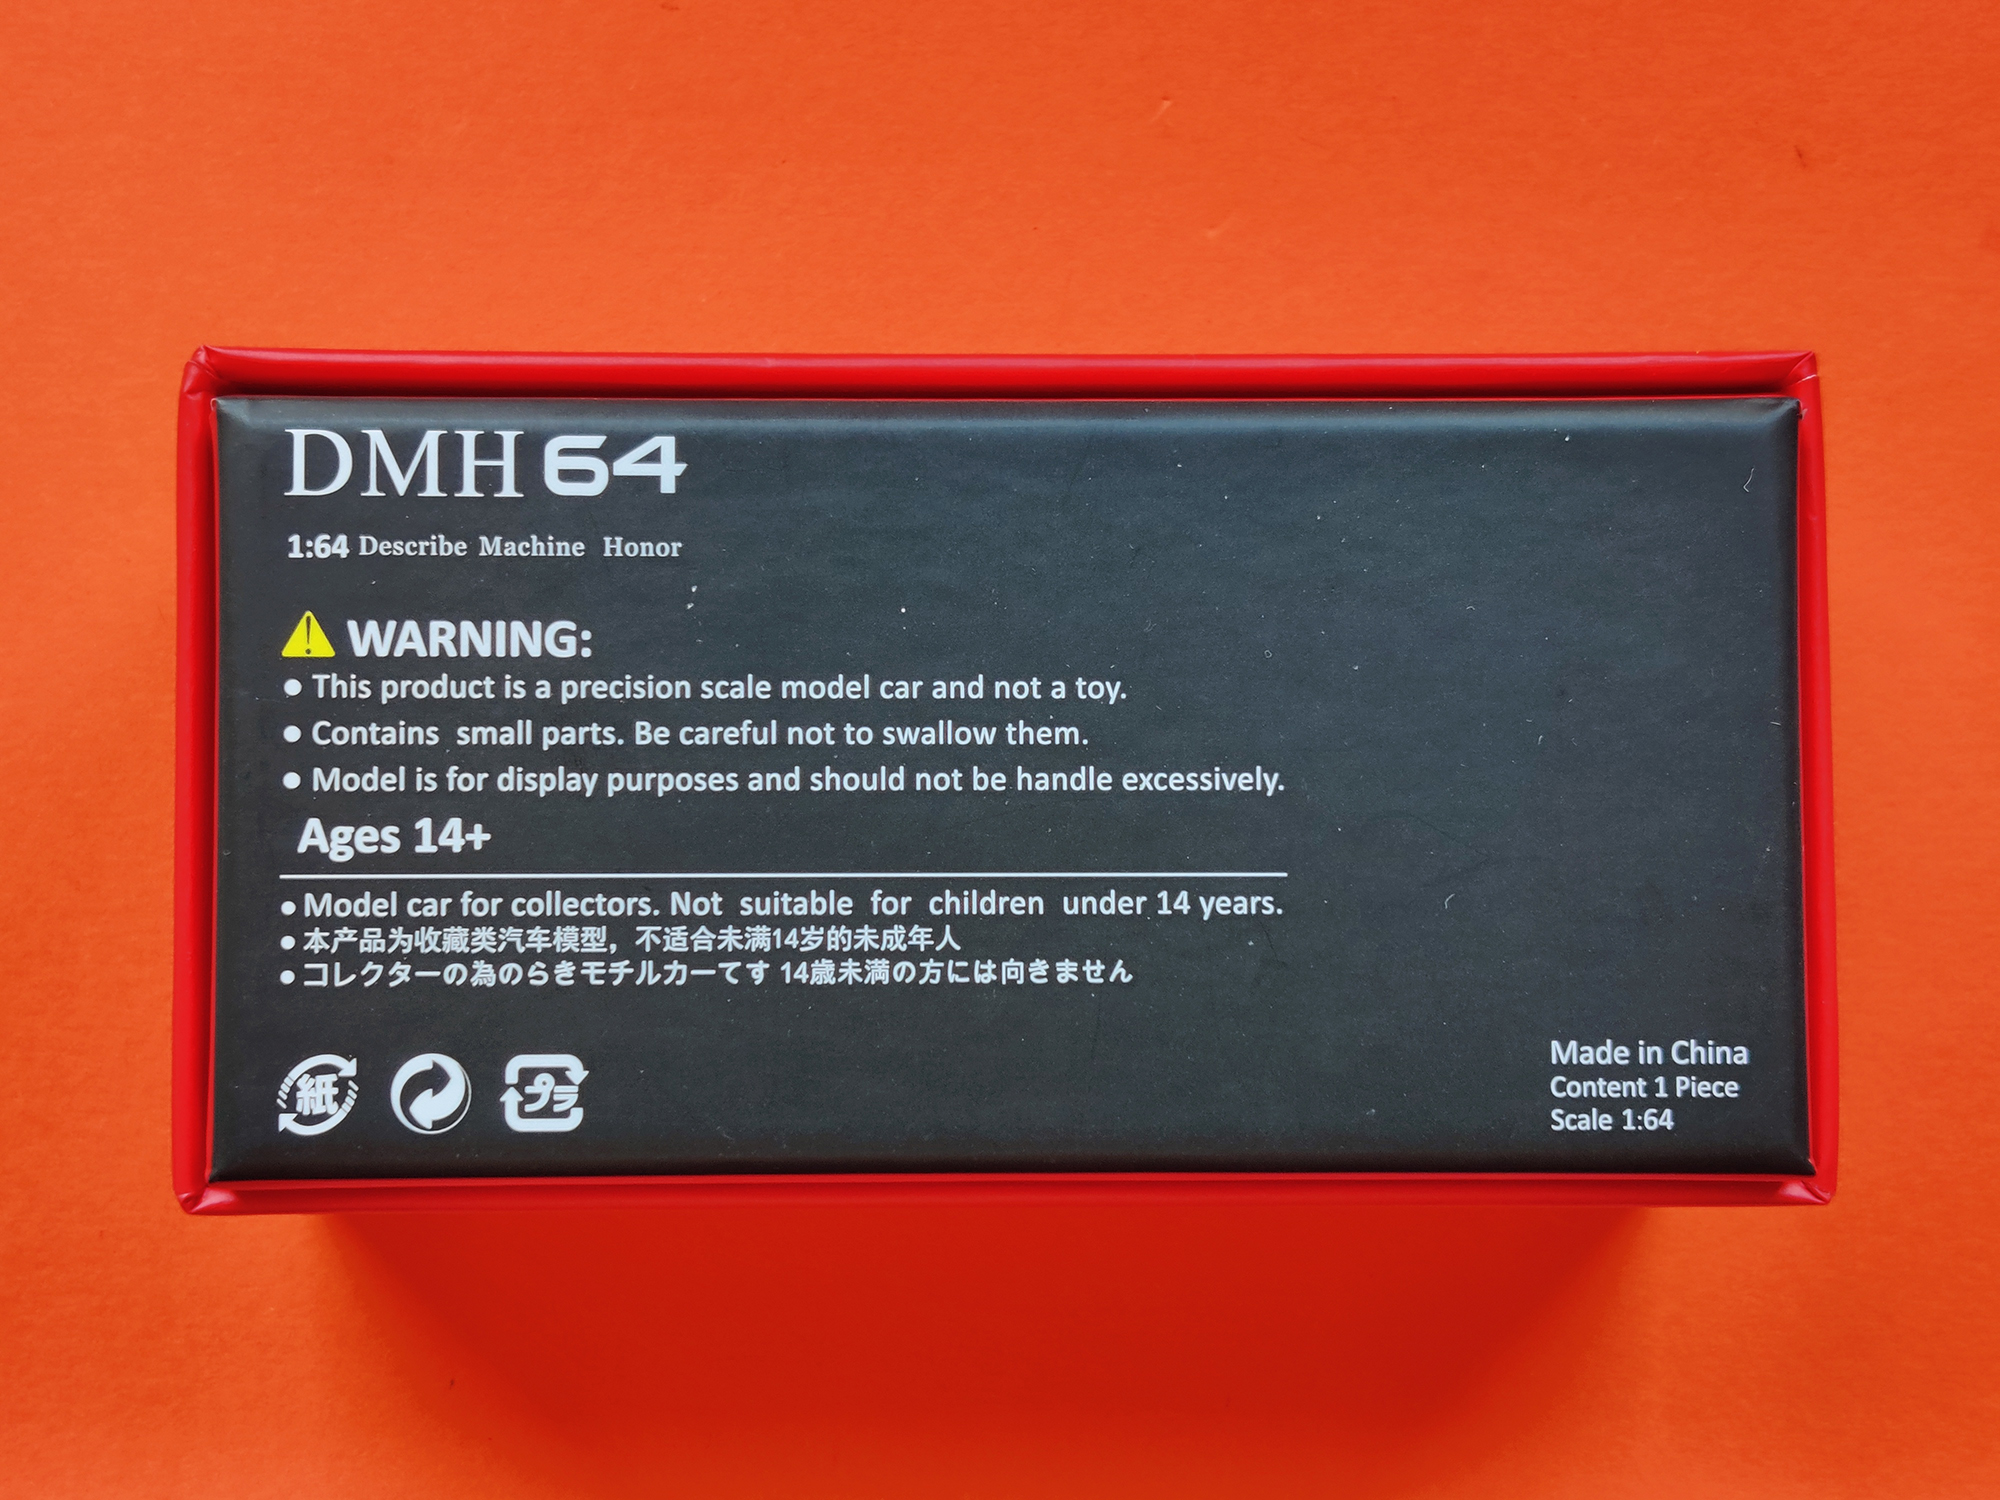 DMH 64
1:64 Describe Machine Honor
WARNING:
● This product is a precision scale model car and not a toy.
● Contains small parts. Be careful not to swallow them.
● Model is for display purposes and should not be handle excessively.
Ages 14+
● Model car for collectors. Not suitable for children under 14 years.
● 本产品为收藏类汽车模型，不适合未满14岁的未成年人
● コレクターの為のらきモチルカーてす 14歳未満の方には向きません
紙
プラ
Made in China
Content 1 Piece
Scale 1:64